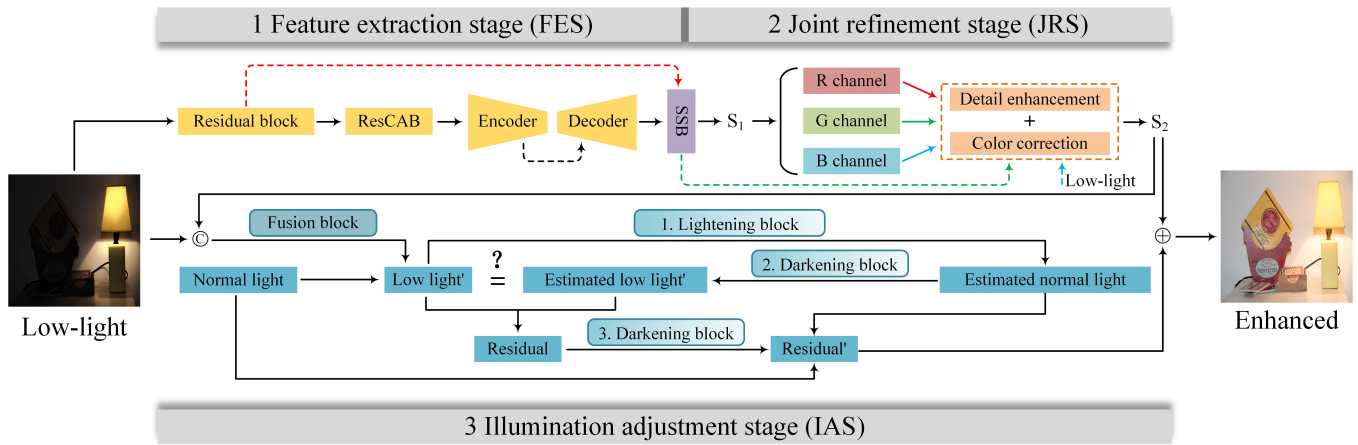 1 Feature extraction stage (FES)
2 Joint refinement stage (JRS)
Residual block
ResCAB
Encoder
Decoder
SSB
S1
R channel
G channel
B channel
Detail enhancement
+
Color correction
S2
Low-light
©
Fusion block
1. Lightening block
Normal light
Low light'
?
=
Estimated low light'
2. Darkening block
Estimated normal light
Residual
3. Darkening block
Residual'
Low-light
Enhanced
3 Illumination adjustment stage (IAS)